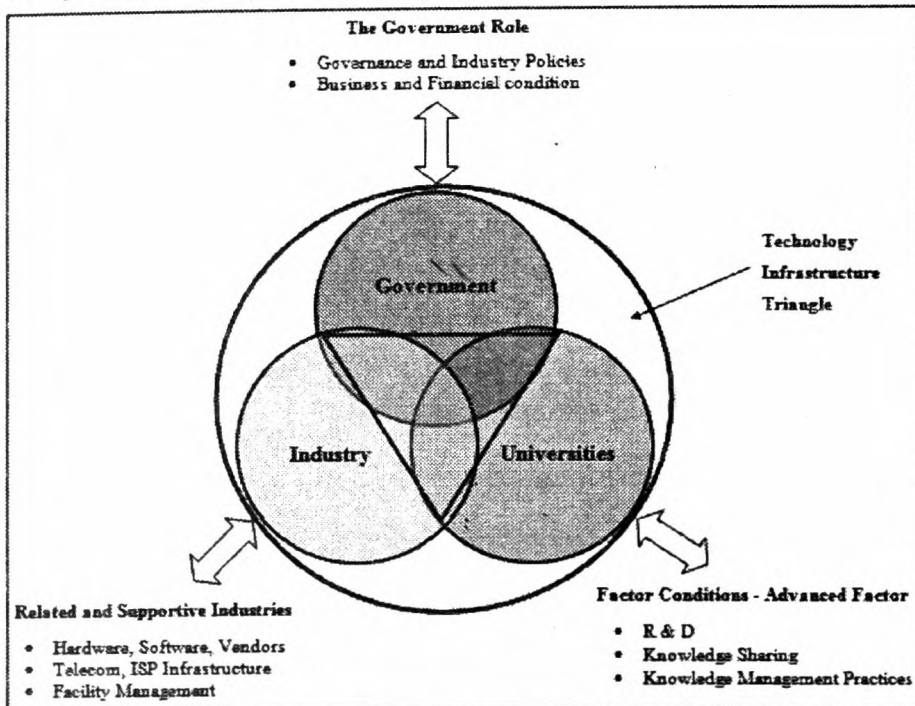 The Government Role
• Governance and Industry Policies
• Business and Financial condition
Technology
Infrastructure
Triangle
Government
Industry
Universities
Related and Supportive Industries
• Hardware, Software, Vendors
• Telecom, ISP Infrastructure
• Facility Management
Factor Conditions - Advanced Factor
• R & D
• Knowledge Sharing
• Knowledge Management Practices